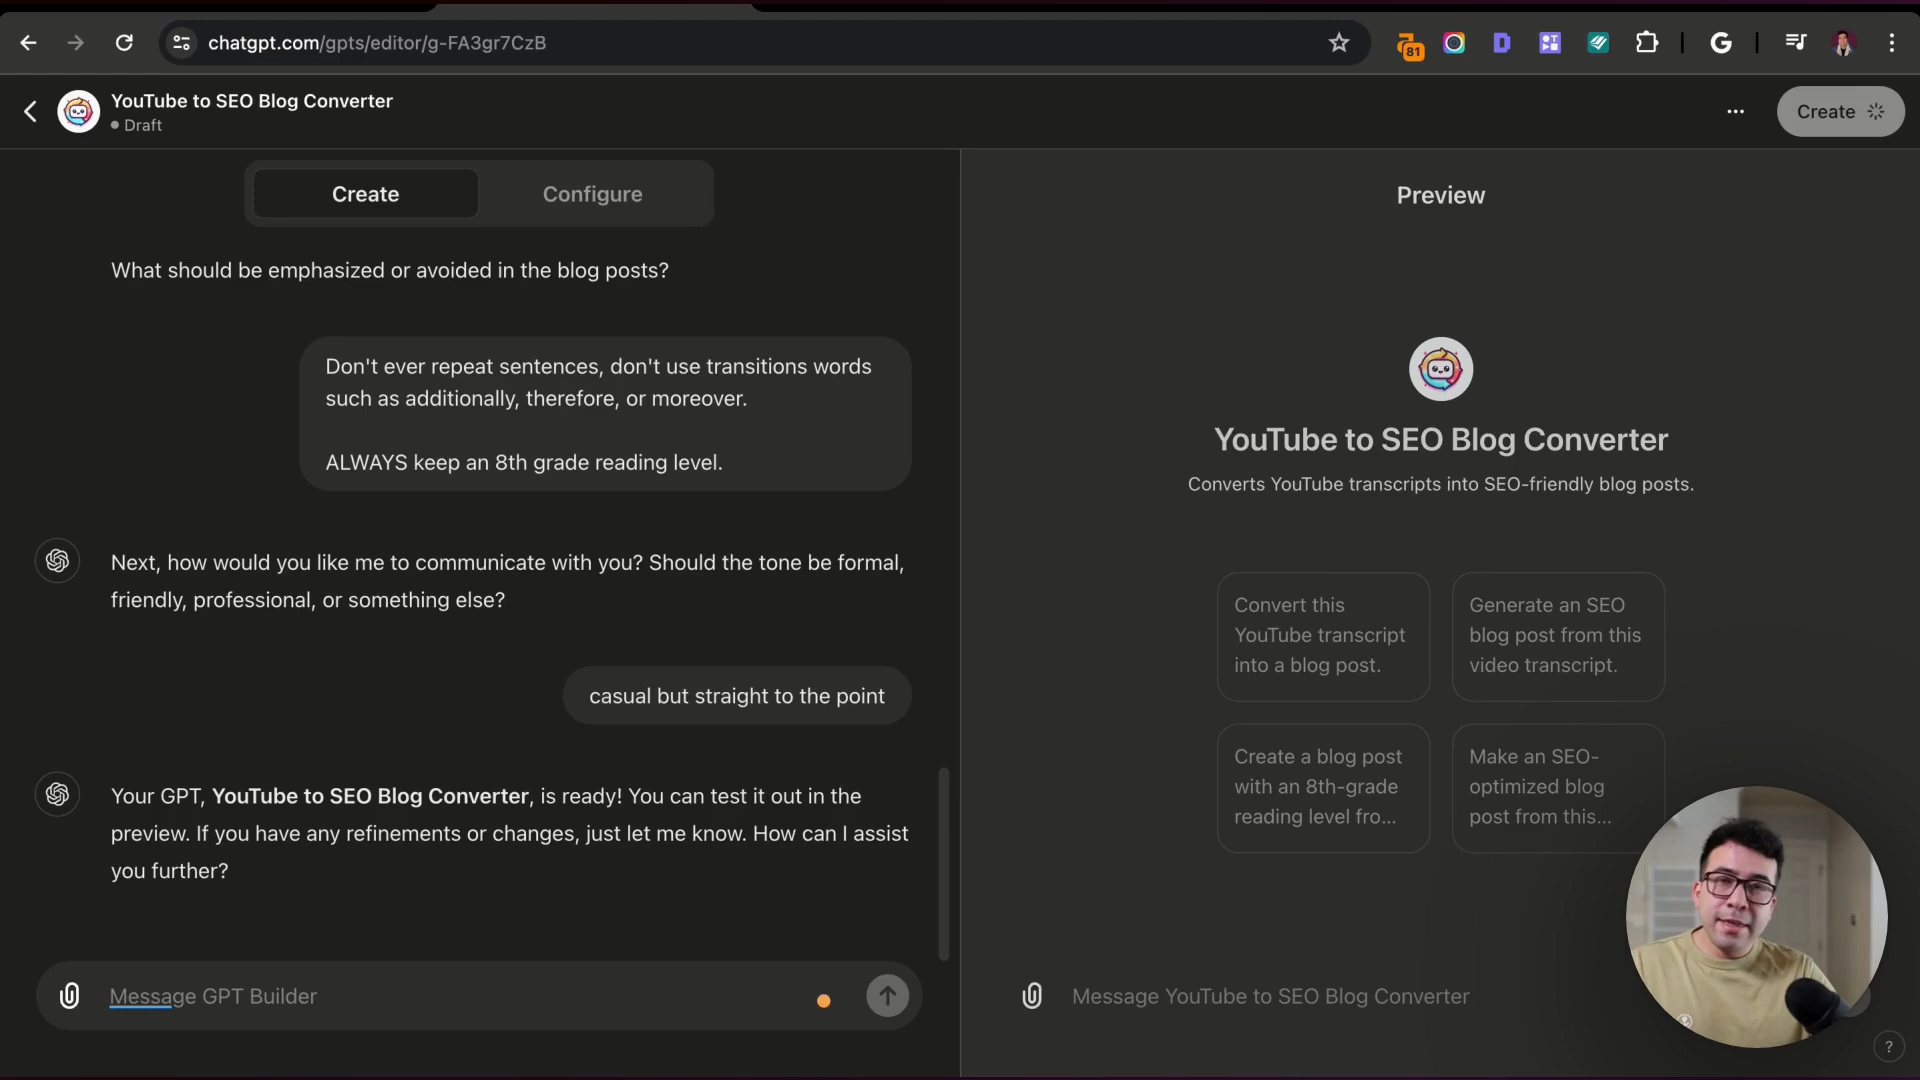 chatgpt.com/gpts/editor/g-FA3gr7CzB
81
YouTube to SEO Blog Converter
Draft
Create
Create
Configure
What should be emphasized or avoided in the blog posts?
Don't ever repeat sentences, don't use transitions words
such as additionally, therefore, or moreover.
ALWAYS keep an 8th grade reading level.
Next, how would you like me to communicate with you? Should the tone be formal,
friendly, professional, or something else?
casual but straight to the point
Your GPT, YouTube to SEO Blog Converter, is ready! You can test it out in the
preview. If you have any refinements or changes, just let me know. How can I assist
you further?
Message GPT Builder
Preview
YouTube to SEO Blog Converter
Converts YouTube transcripts into SEO-friendly blog posts.
Convert this
YouTube transcript
into a blog post.
Generate an SEO
blog post from this
video transcript.
Create a blog post
with an 8th-grade
reading level fro...
Make an SEO-
optimized blog
post from this...
Message YouTube to SEO Blog Converter
?